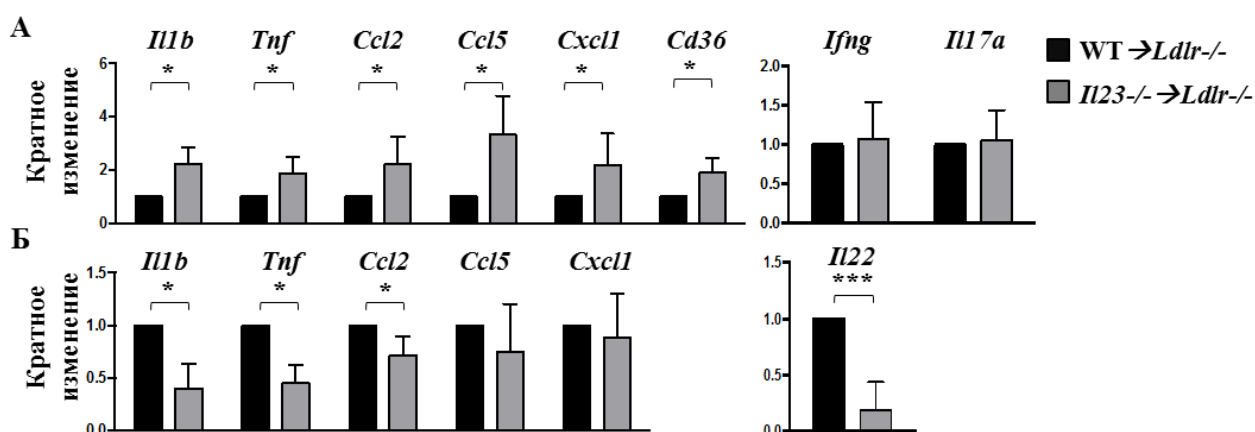 А
Il1b Tnf Ccl2 Ccl5 Cxcl1 Cd36
Кратное
изменение
6
4
2
0
* * * * * *
Ifng Il17a
2.0
1.5
1.0
0.5
0.0
WT→Ldlr-/-
Il23-/-→Ldlr-/-
Б
Il1b Tnf Ccl2 Ccl5 Cxcl1
Кратное
изменение
1.5
1.0
0.5
0.0
* * *
Il22
1.5
1.0
0.5
0.0
***